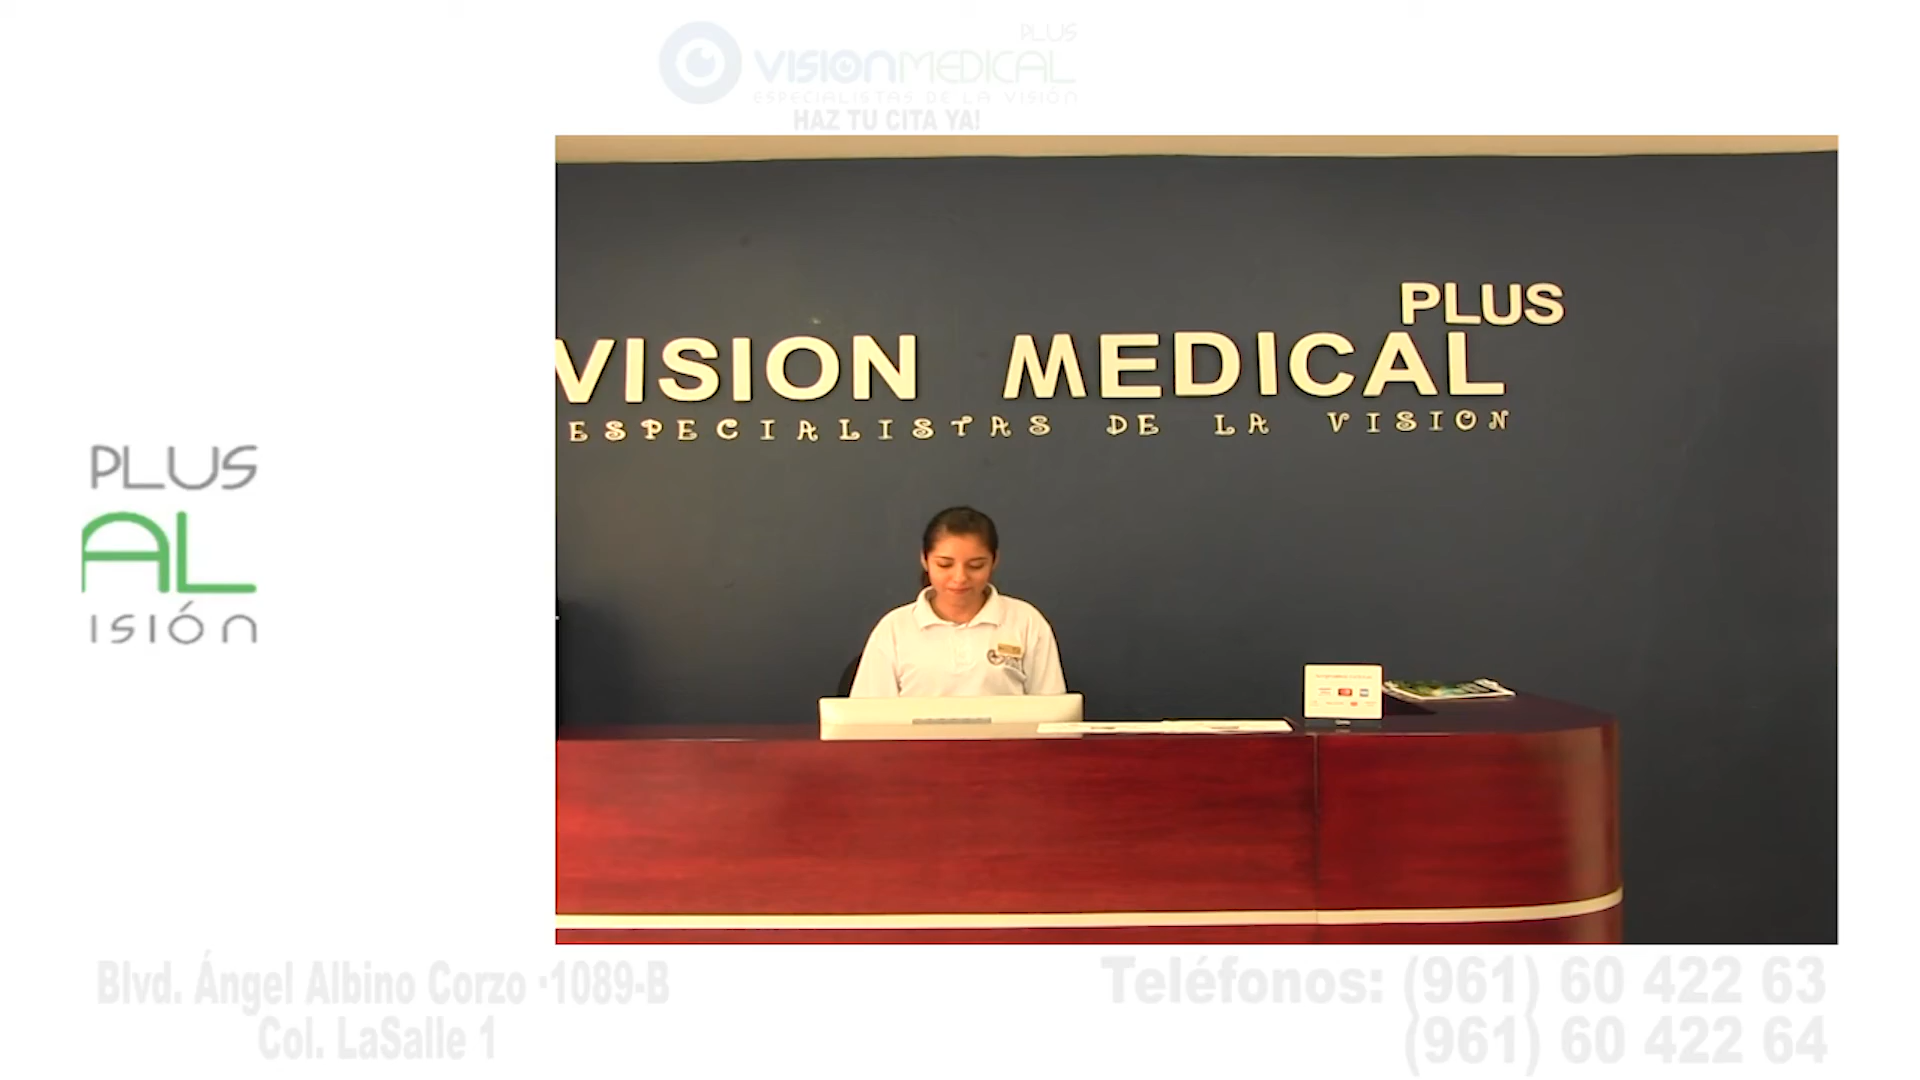 PLUS
VISIONMEDICAL
ESPECIALISTAS DE LA VISIÓN
HAZ TU CITA YA!
PLUS
VISION MEDICAL
ESPECIALISTAS DE LA VISION
PLUS
AL
ISIÓN
Blvd. Ángel Albino Corzo ·1089-B
Col. LaSalle 1
Teléfonos: (961) 60 422 63
(961) 60 422 64